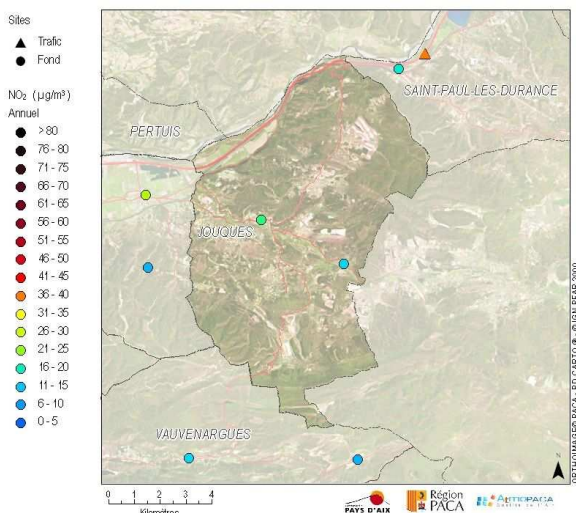 Sites
Trafic
Fond
NO₂ (µg/m³)
Annuel
>80
76 - 80
71 - 75
66 - 70
61 - 65
56 - 60
51 - 55
46 - 50
41 - 45
36 - 40
31 - 35
26 - 30
21 - 25
16 - 20
11 - 15
6 - 10
0 - 5
SAINT-PAUL-LES-DURANCE
PERTUIS
JOUQUES
VAUVENARGUES
N
0 1 2 3 4
Kilomètres
PAYS D'AIX
Région
PACA
AtmoPACA